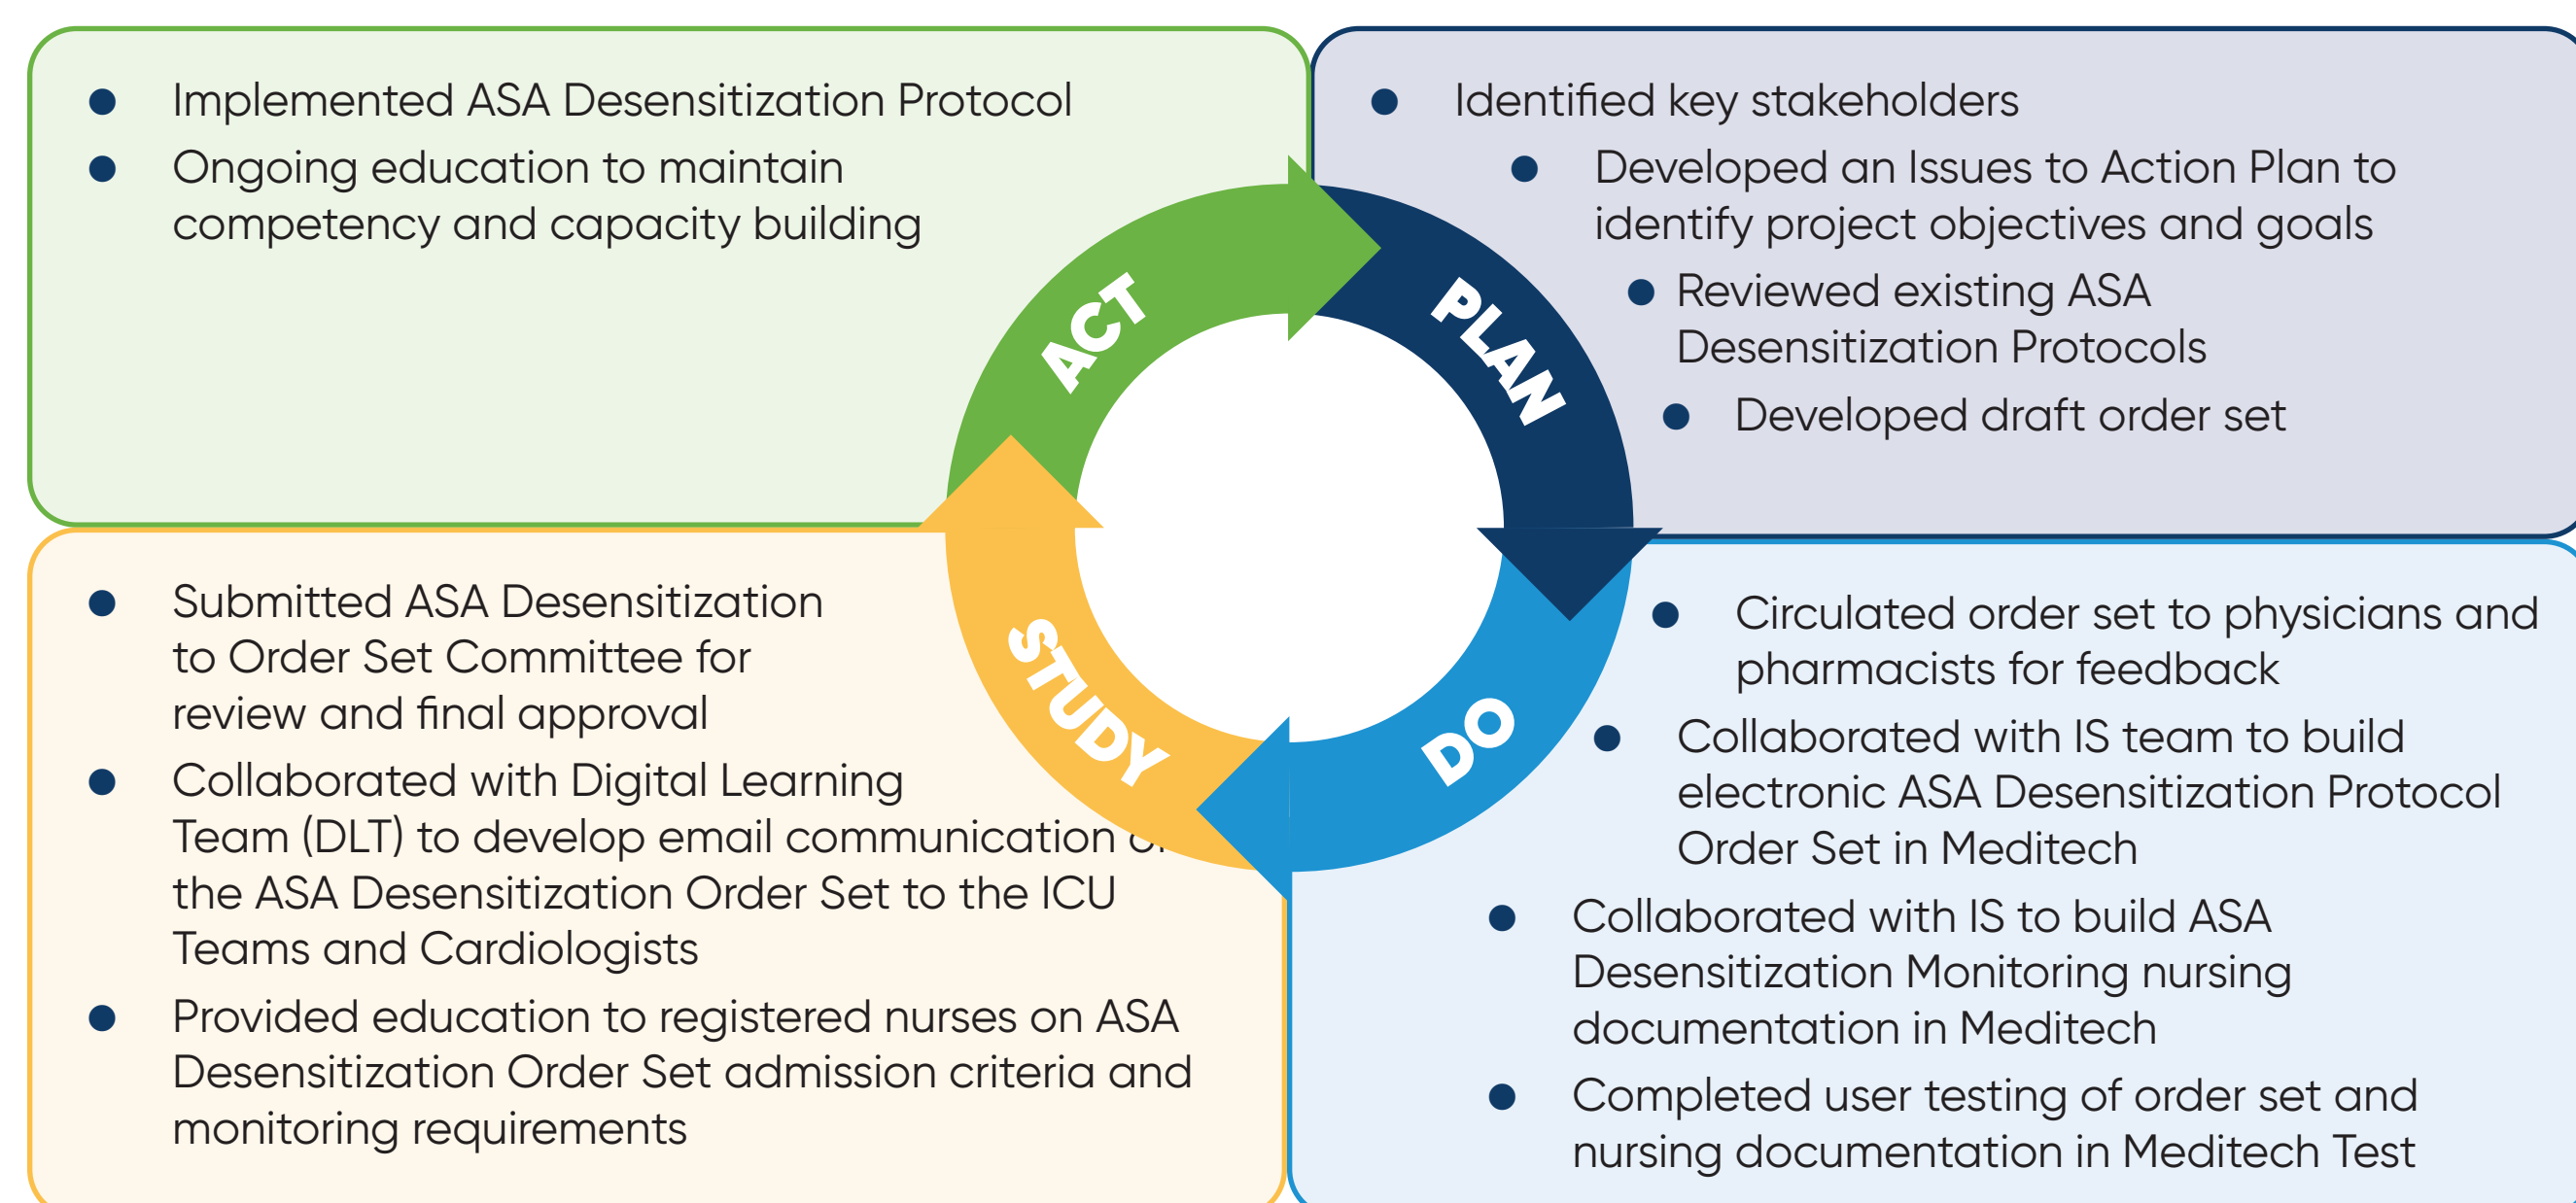 Implemented ASA Desensitization Protocol
Ongoing education to maintain
competency and capacity building
ACT
Identified key stakeholders
Developed an Issues to Action Plan to
identify project objectives and goals
Reviewed existing ASA
Desensitization Protocols
Developed draft order set
PLAN
Circulated order set to physicians and
pharmacists for feedback
Collaborated with IS team to build
electronic ASA Desensitization Protocol
Order Set in Meditech
Collaborated with IS to build ASA
Desensitization Monitoring nursing
documentation in Meditech
Completed user testing of order set and
nursing documentation in Meditech Test
DO
Submitted ASA Desensitization
to Order Set Committee for
review and final approval
Collaborated with Digital Learning
Team (DLT) to develop email communication
the ASA Desensitization Order Set to the ICU
Teams and Cardiologists
Provided education to registered nurses on ASA
Desensitization Order Set admission criteria and
monitoring requirements
STUDY